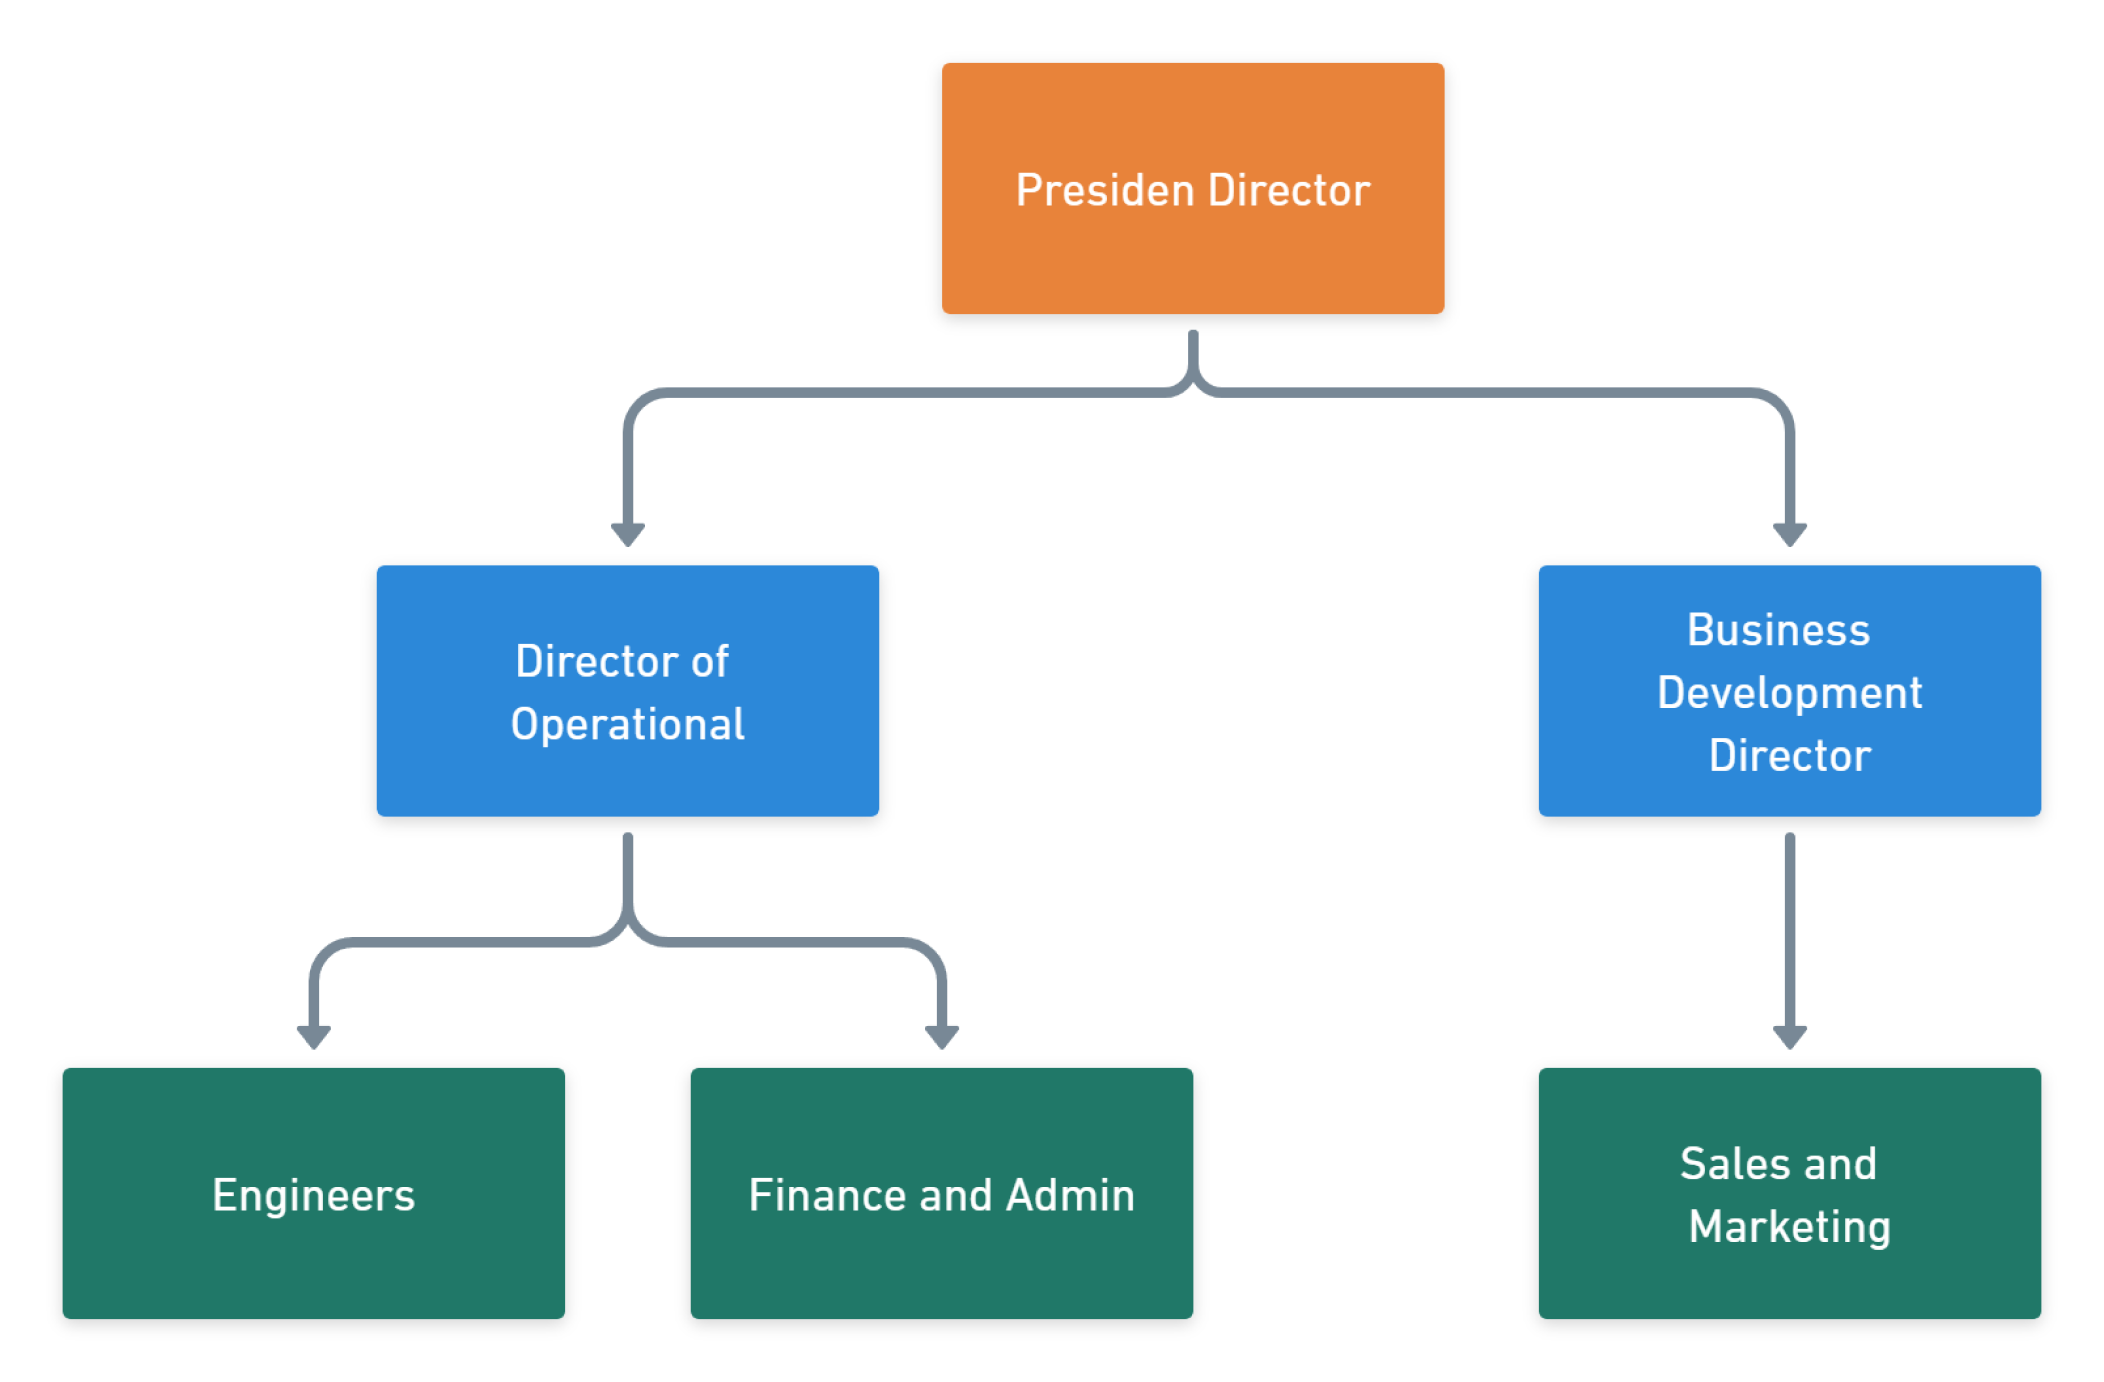 Presiden Director
Director of
Operational
Business
Development
Director
Engineers
Finance and Admin
Sales and
Marketing